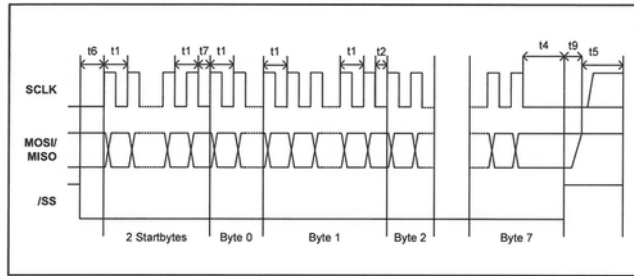 t6 t1 t1 t7 t1 t1 t1 t2 t4 t9 t5
SCLK
MOSI/
MISO
/SS
2 Startbytes Byte 0 Byte 1 Byte 2 Byte 7